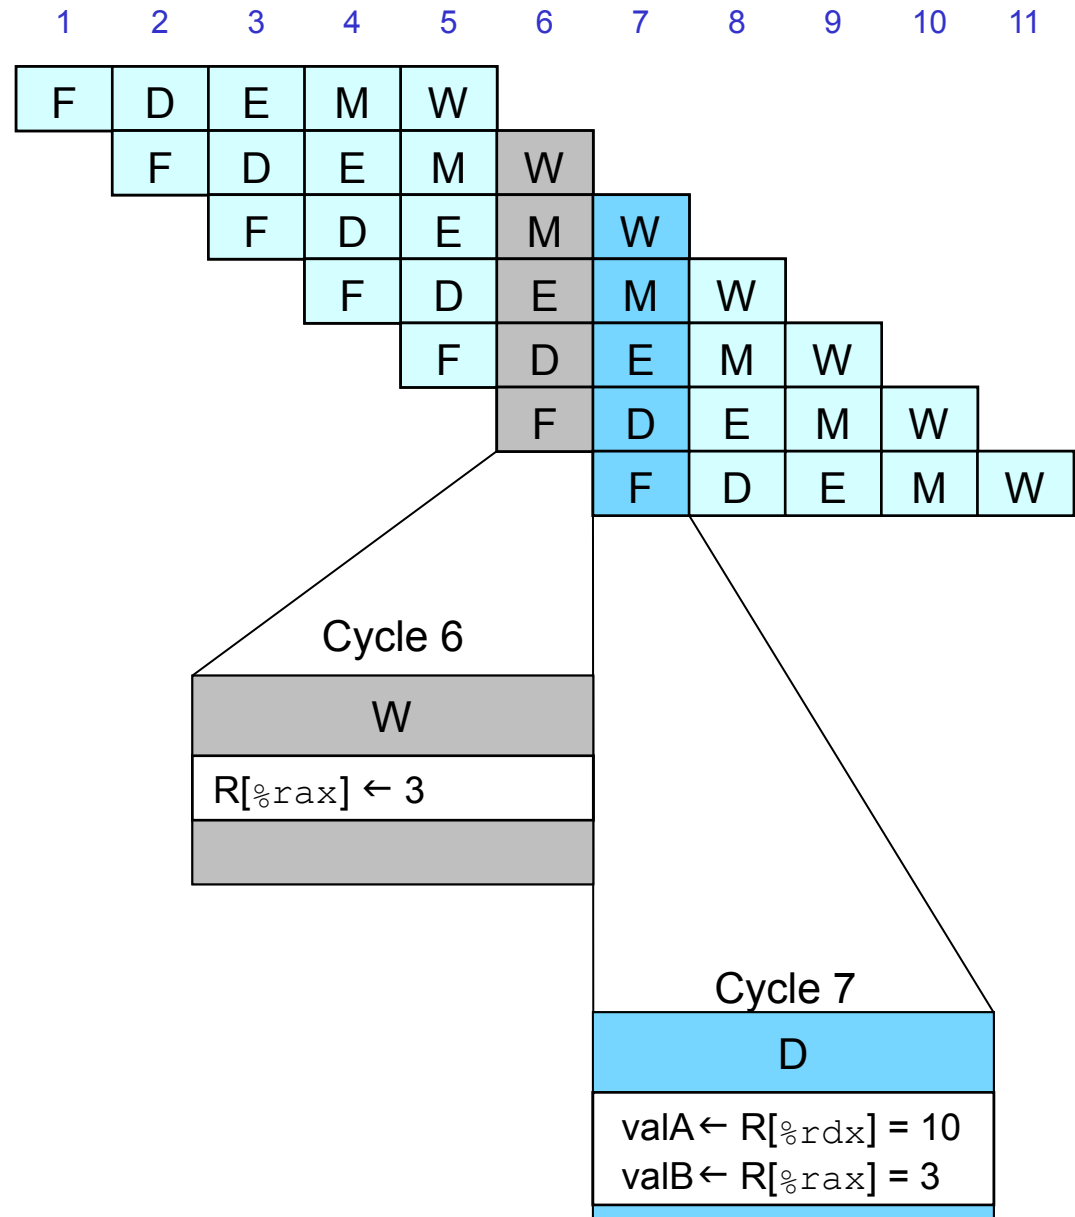 1 2 3 4 5 6 7 8 9 10 11
F D E M W
F D E M W
F D E M W
F D E M W
F D E M W
F D E M W
F D E M W
Cycle 6
W
R[%rax] ← 3
Cycle 7
D
valA ← R[%rdx] = 10
valB ← R[%rax] = 3